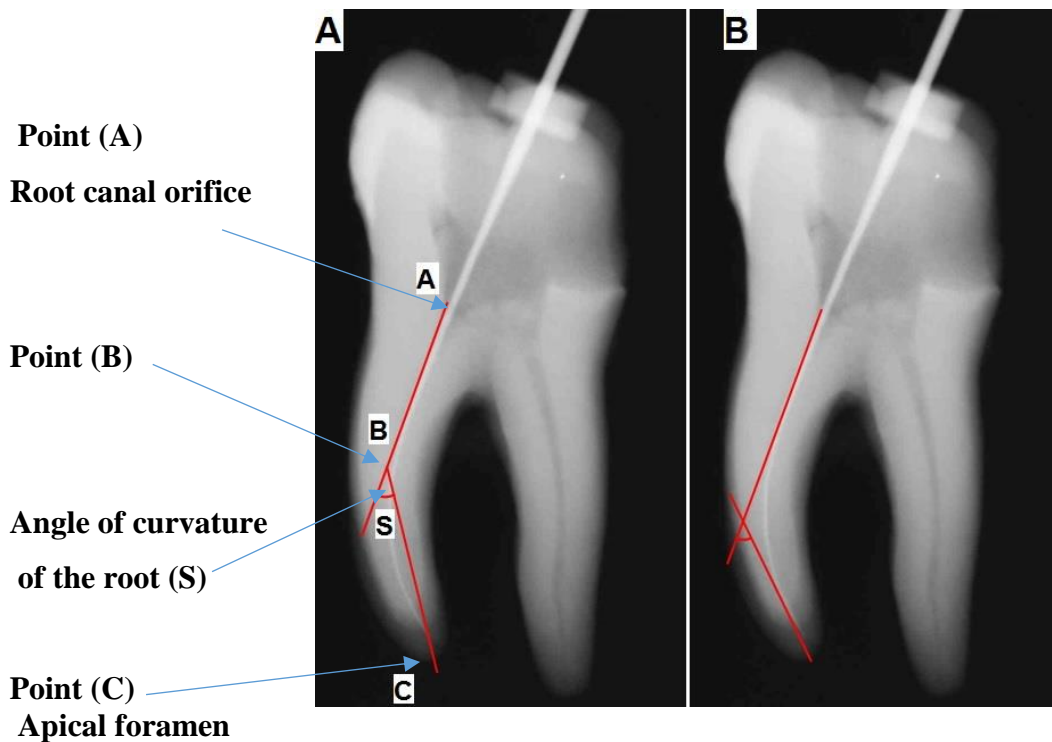 A
B
Point (A)
Root canal orifice
A
Point (B)
B
Angle of curvature
of the root (S)
S
Point (C)
Apical foramen
C